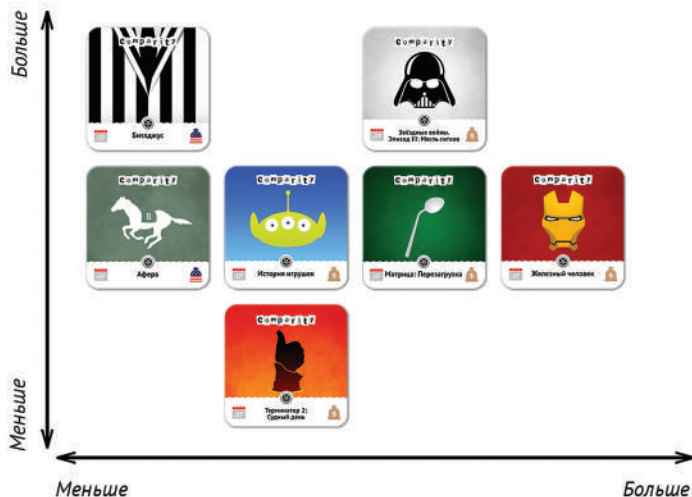 Больше
Comparity
Битлджус
Comparity
Звёздные войны.
Эпизод III: Месть ситхов
Comparity
8
Афера
Comparity
История игрушек
Comparity
Матрица: Перезагрузка
Comparity
Железный человек
Comparity
Терминатор 2:
Судный день
Меньше
Меньше
Больше